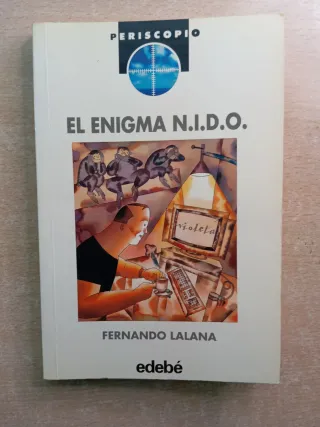 PERISCOPIO
EL ENIGMA N.I.D.O.
violeta
FERNANDO LALANA
edebé